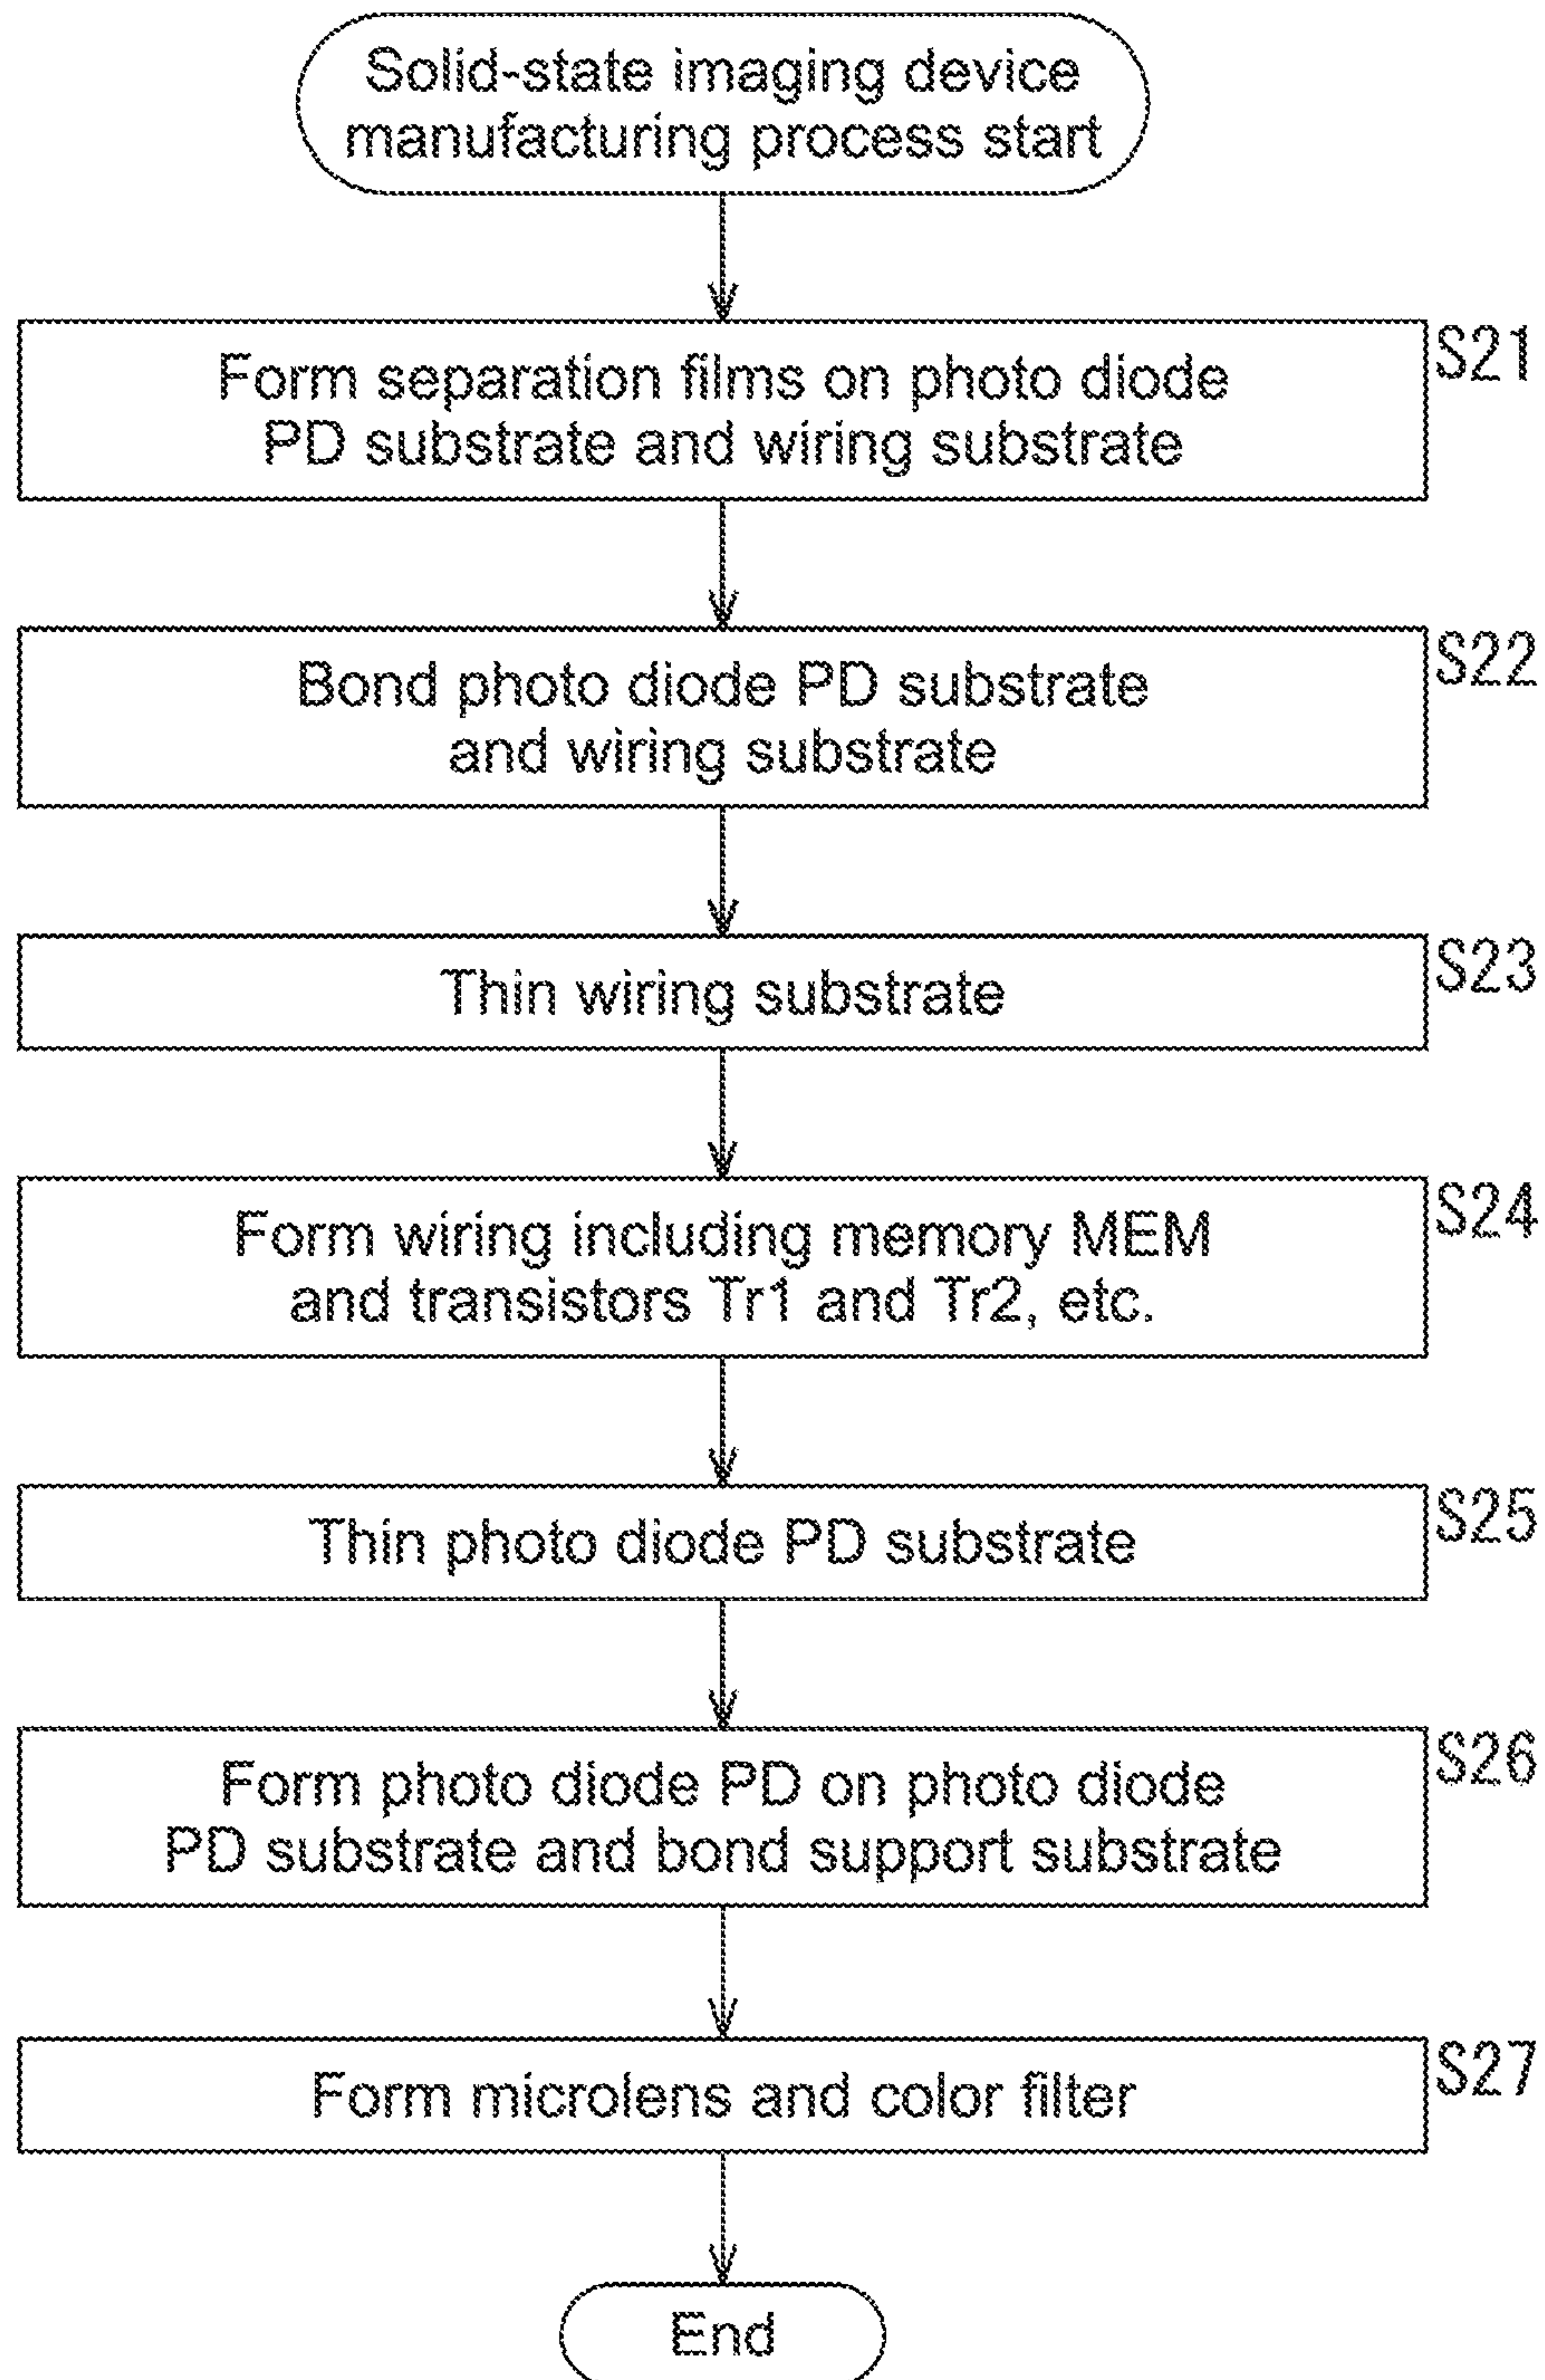 Solid-state imaging device
manufacturing process start
Form separation films on photo diode
PD substrate and wiring substrate
S21
Bond photo diode PD substrate
and wiring substrate
S22
Thin wiring substrate
S23
Form wiring including memory MEM
and transistors Tr1 and Tr2, etc.
S24
Thin photo diode PD substrate
S25
Form photo diode PD on photo diode
PD substrate and bond support substrate
S26
Form microlens and color filter
S27
End